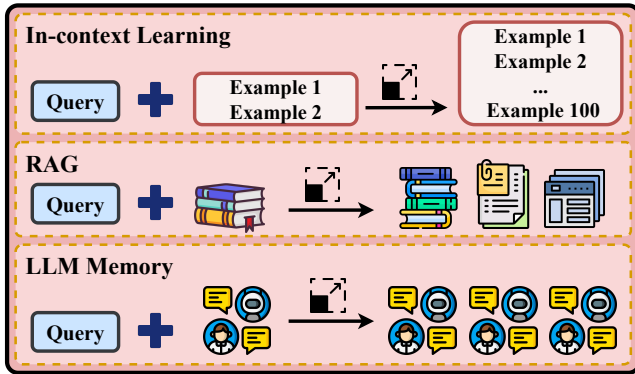 In-context Learning
Query
Example 1
Example 2
Example 1
Example 2
...
Example 100
RAG
Query
LLM Memory
Query